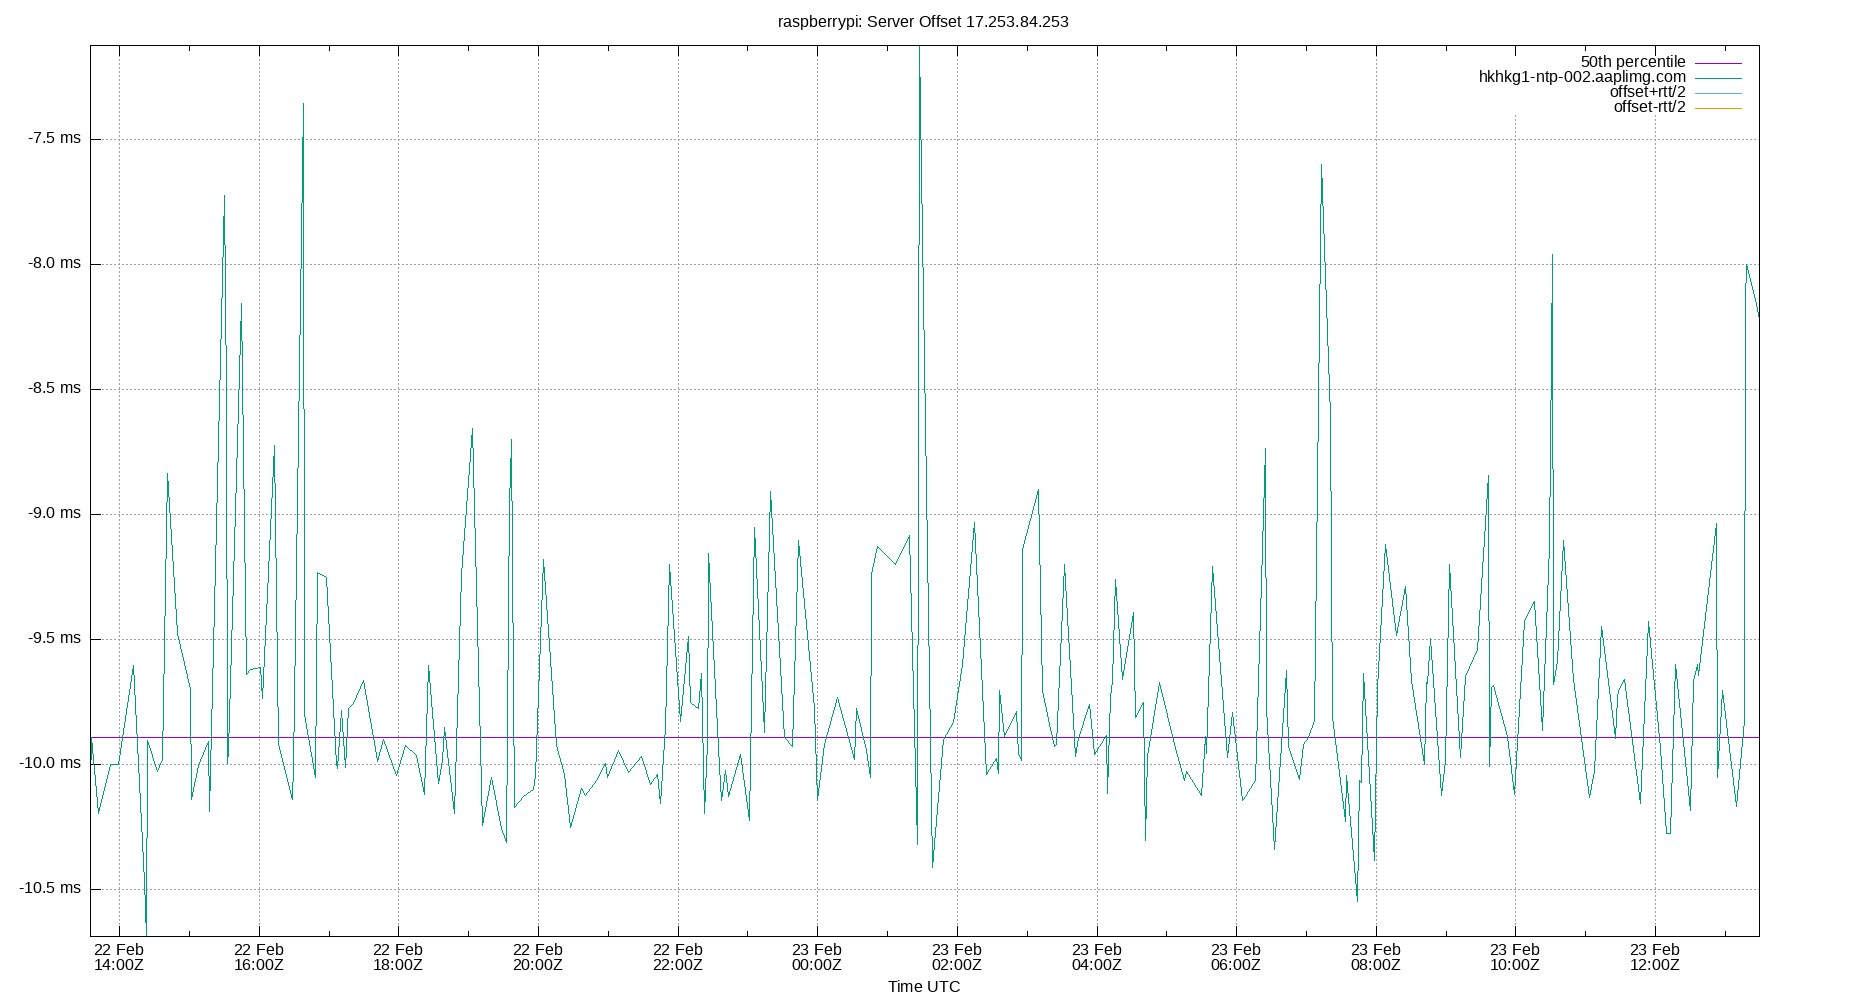 raspberrypi: Server Offset 17.253.84.253
50th percentile
hkhkg1-ntp-002.aaplimg.com
offset+rtt/2
offset-rtt/2
-7.5 ms
-8.0 ms
-8.5 ms
-9.0 ms
-9.5 ms
-10.0 ms
-10.5 ms
22 Feb 22 Feb 22 Feb 22 Feb 22 Feb 23 Feb 23 Feb 23 Feb 23 Feb 23 Feb 23 Feb 23 Feb
14:00Z 16:00Z 18:00Z 20:00Z 22:00Z 00:00Z 02:00Z 04:00Z 06:00Z 08:00Z 10:00Z 12:00Z
Time UTC